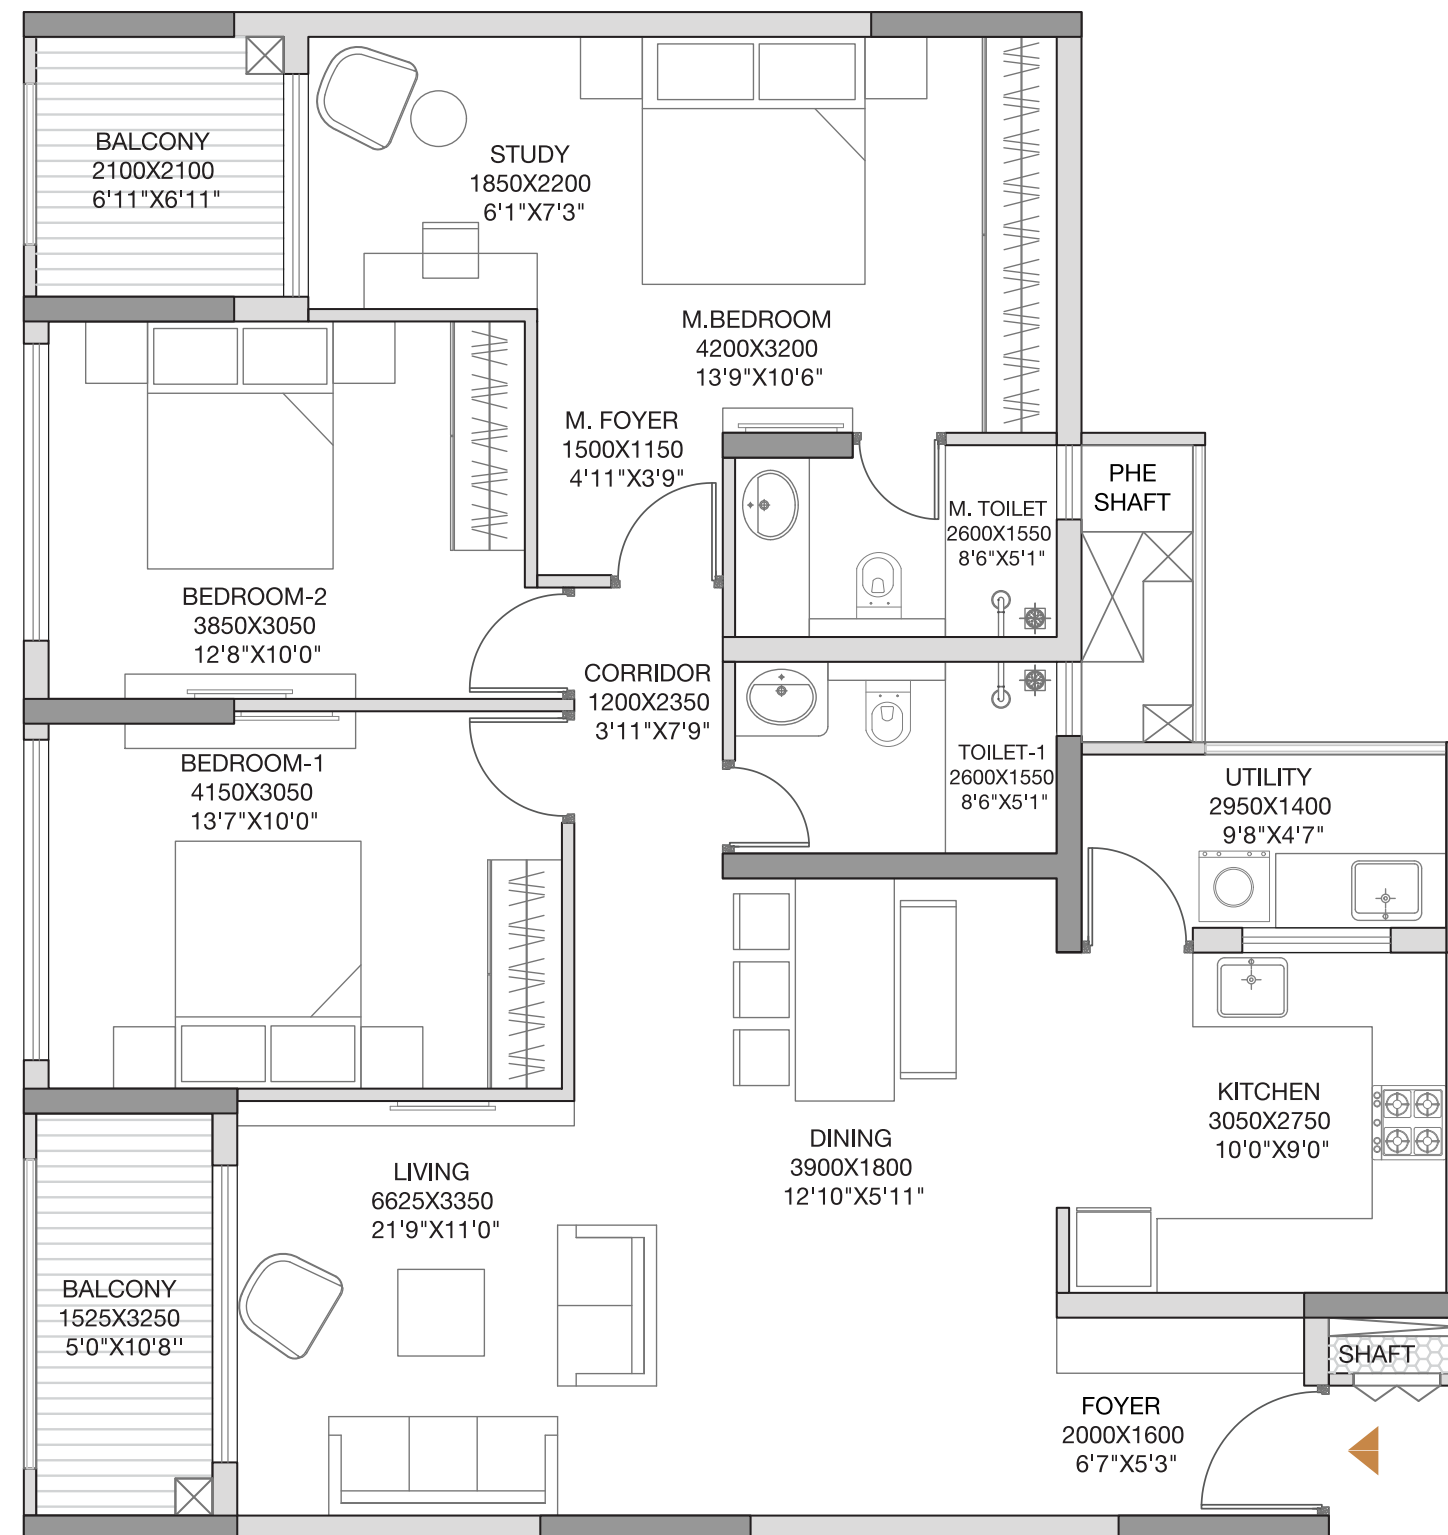 BALCONY
2100X2100
6'11"X6'11"
STUDY
1850X2200
6'1"X7'3"
M.BEDROOM
4200X3200
13'9"X10'6"
M. FOYER
1500X1150
4'11"X3'9"
PHE
SHAFT
M. TOILET
2600X1550
8'6"X5'1"
BEDROOM-2
3850X3050
12'8"X10'0"
CORRIDOR
1200X2350
3'11"X7'9"
TOILET-1
2600X1550
8'6"X5'1"
BEDROOM-1
4150X3050
13'7"X10'0"
UTILITY
2950X1400
9'8"X4'7"
KITCHEN
3050X2750
10'0"X9'0"
DINING
3900X1800
12'10"X5'11"
LIVING
6625X3350
21'9"X11'0"
BALCONY
1525X3250
5'0"X10'8"
SHAFT
FOYER
2000X1600
6'7"X5'3"